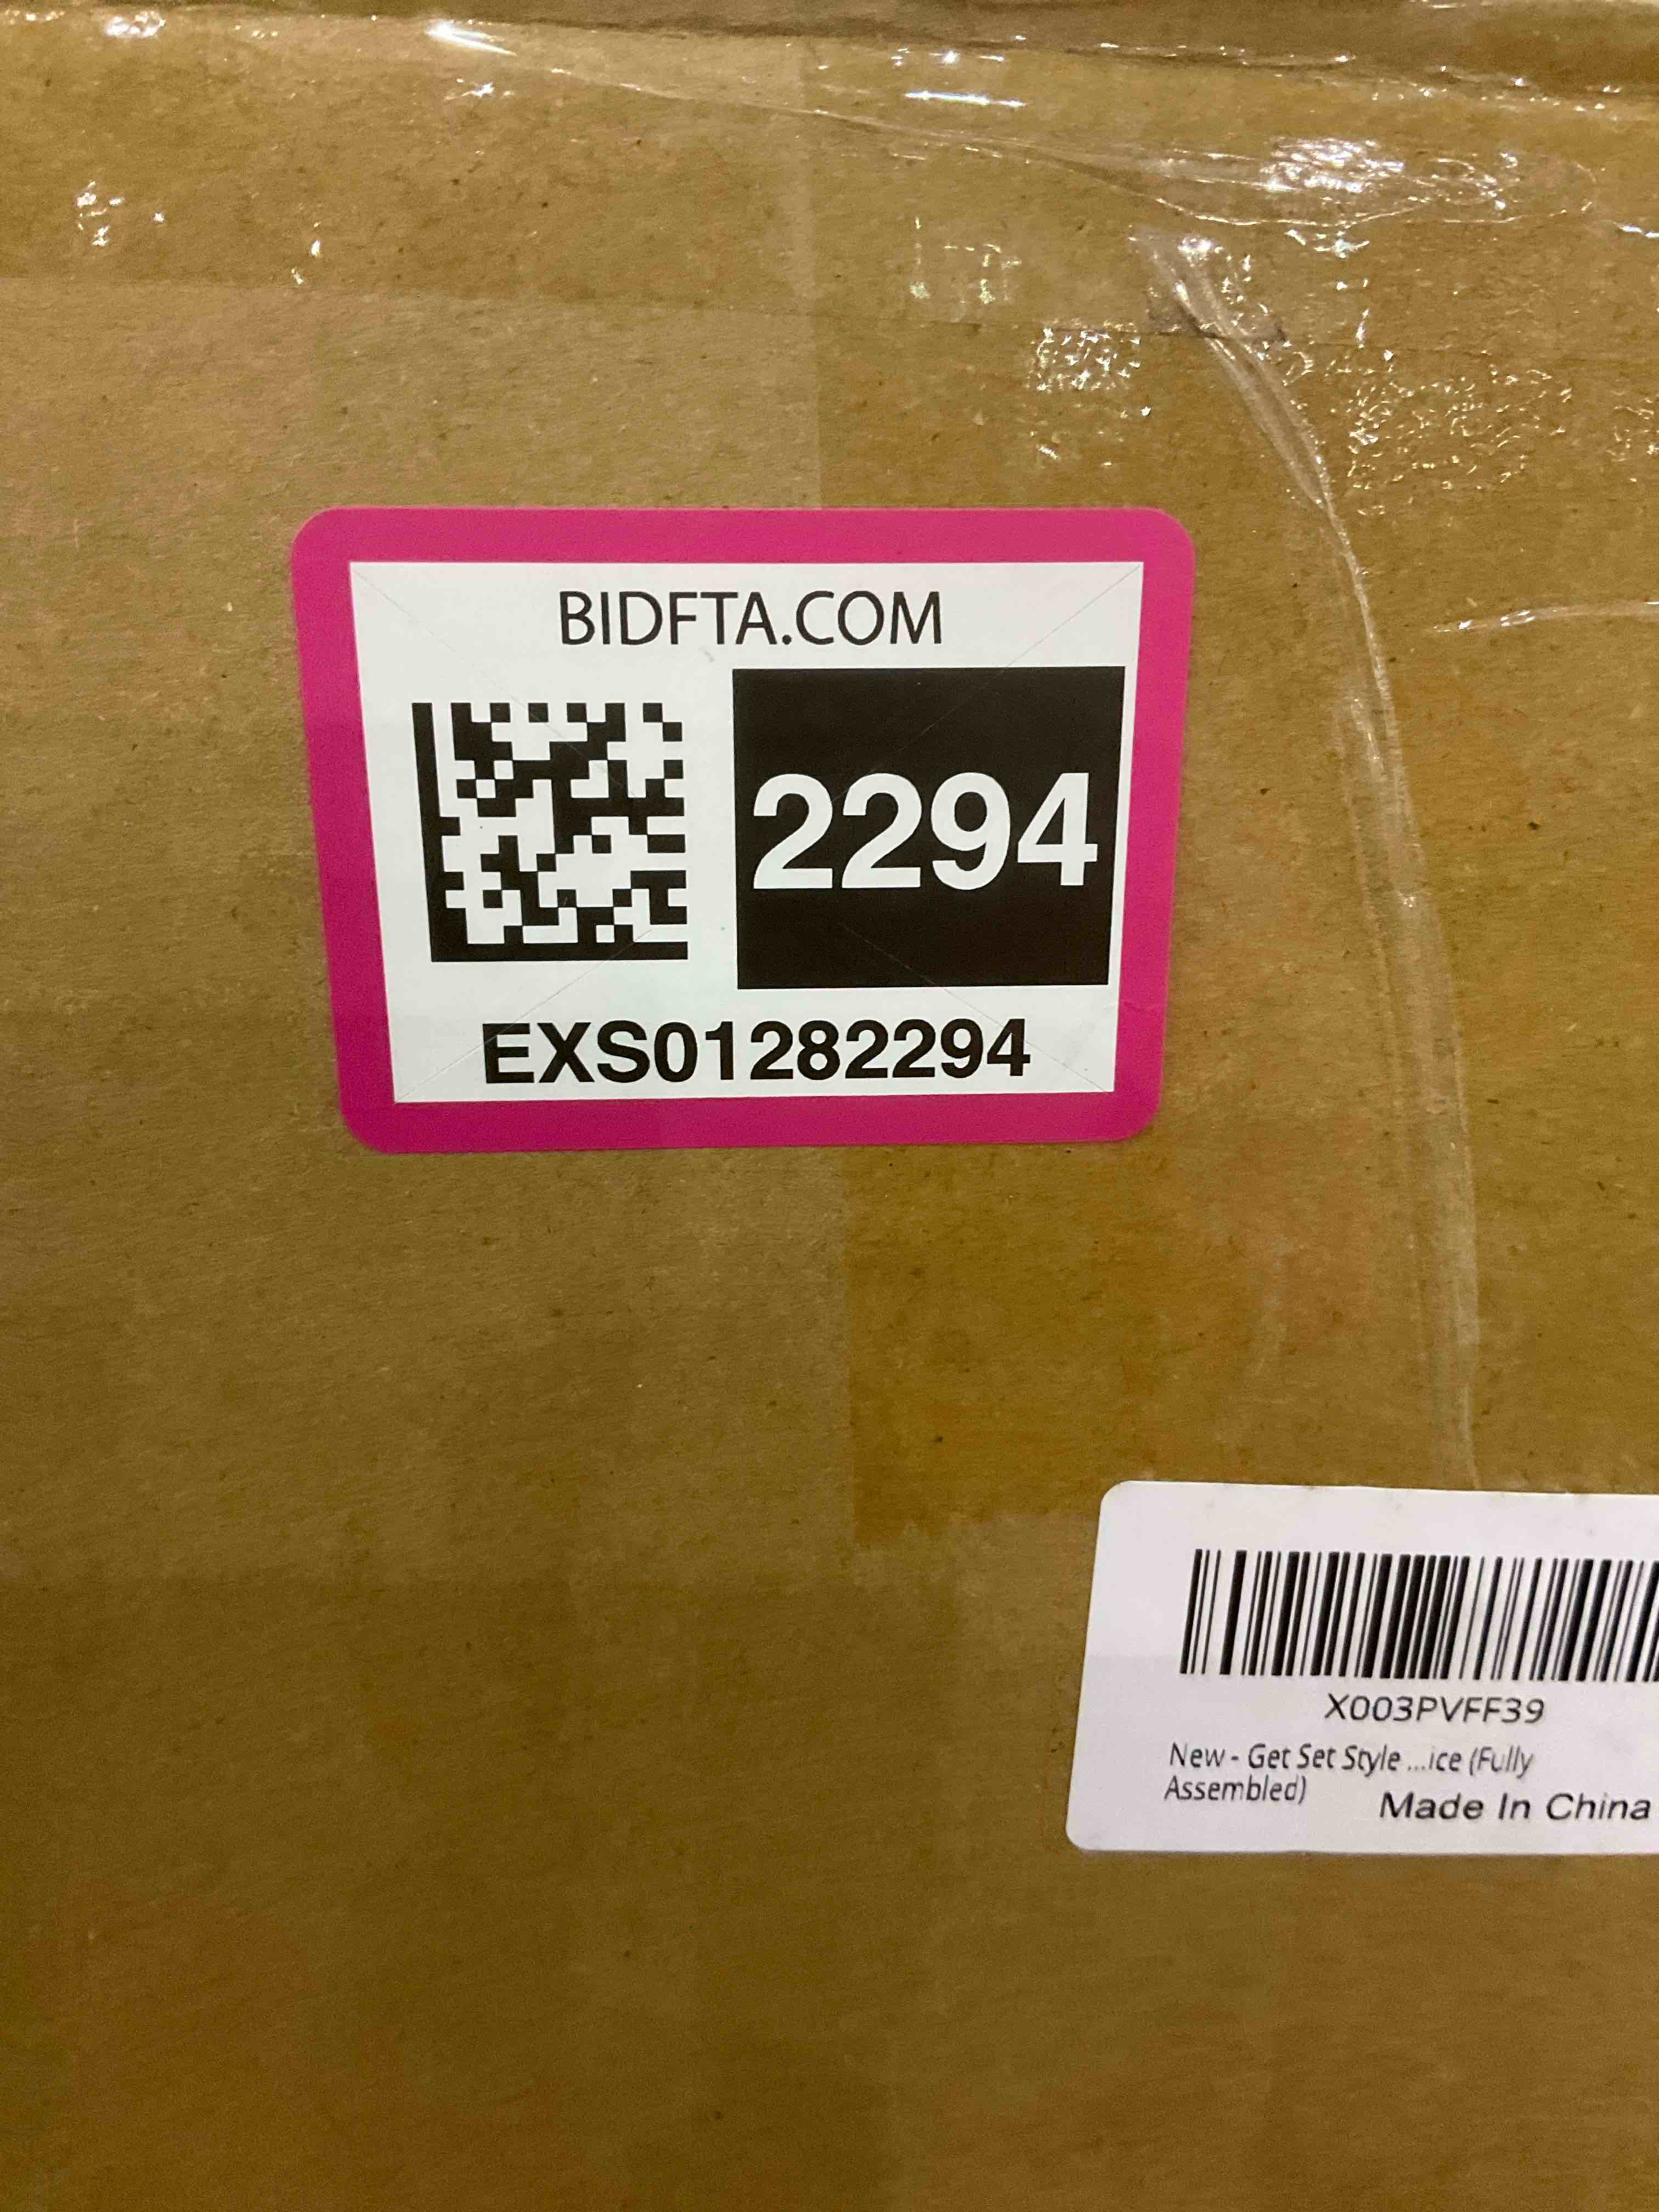 BIDFTA.COM
2294
EXS01282294
X003PVFF39
New - Get Set Style ...ice (Fully
Assembled)
Made In China